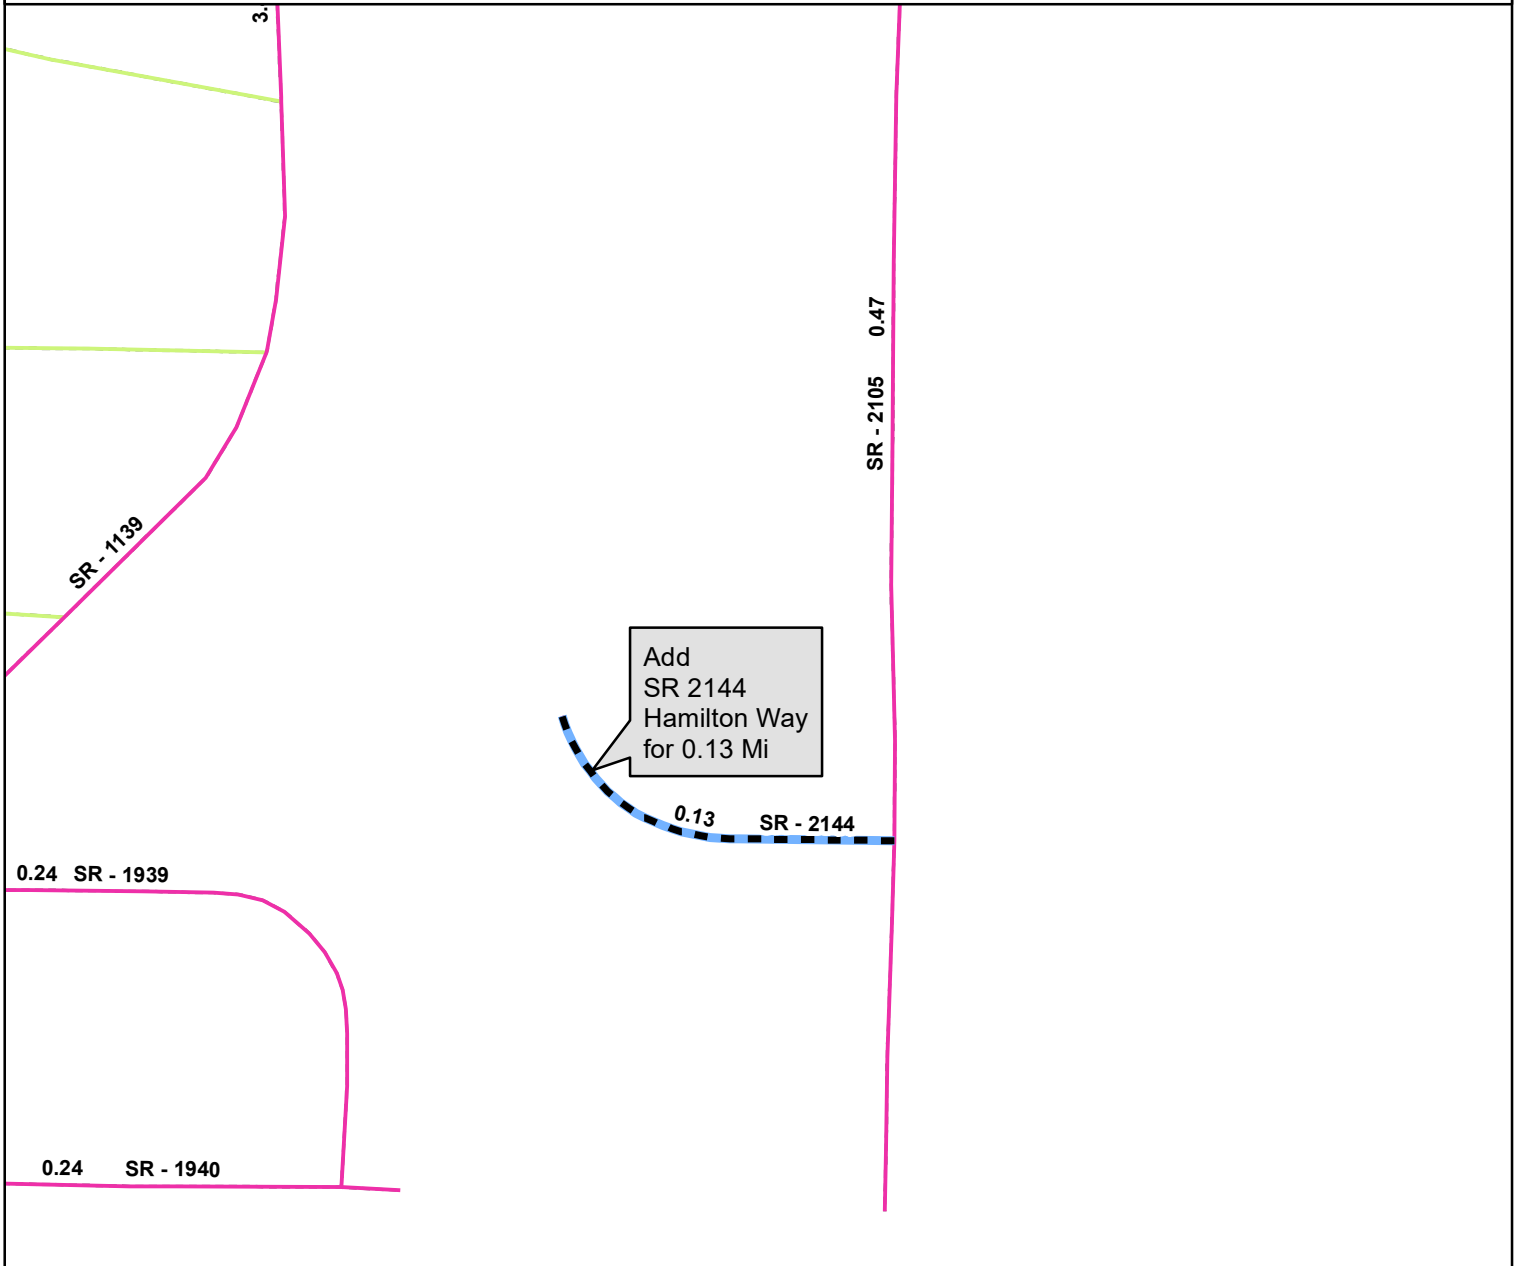 3.
SR - 2105 0.47
SR - 1139
Add
SR 2144
Hamilton Way
for 0.13 Mi
0.13 SR - 2144
0.24 SR - 1939
0.24 SR - 1940